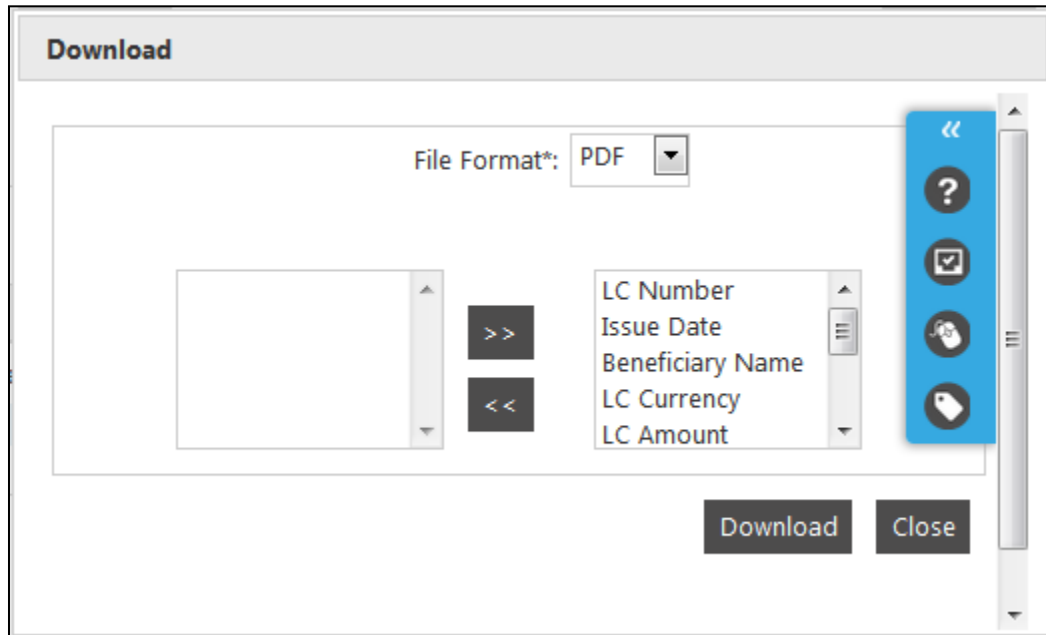 Download
File Format*: PDF
LC Number
Issue Date
Beneficiary Name
LC Currency
LC Amount
>>
<<
«
?
Download
Close